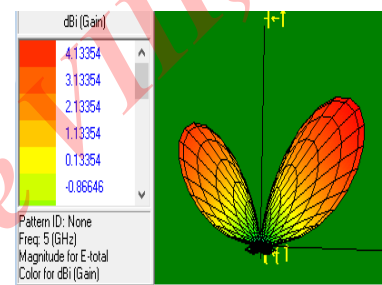 dBi (Gain)
4.13354
3.13354
2.13354
1.13354
0.13354
-0.86646
Pattern ID: None
Freq: 5 (GHz)
Magnitude for E-total
Color for dBi (Gain)